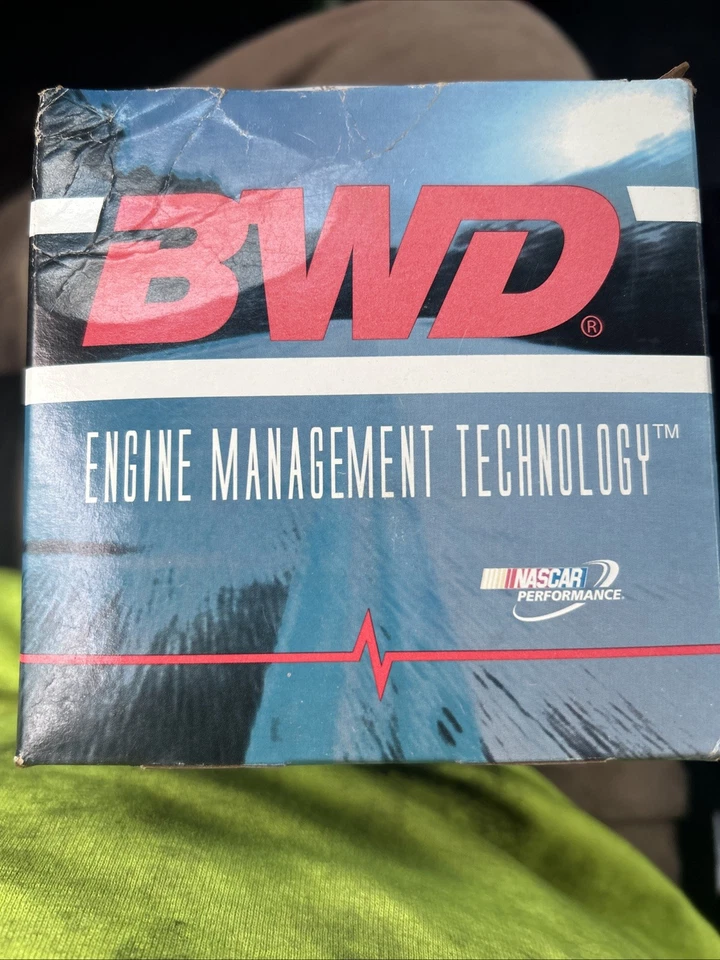 BWD®
ENGINE MANAGEMENT TECHNOLOGY™
NASCAR
PERFORMANCE